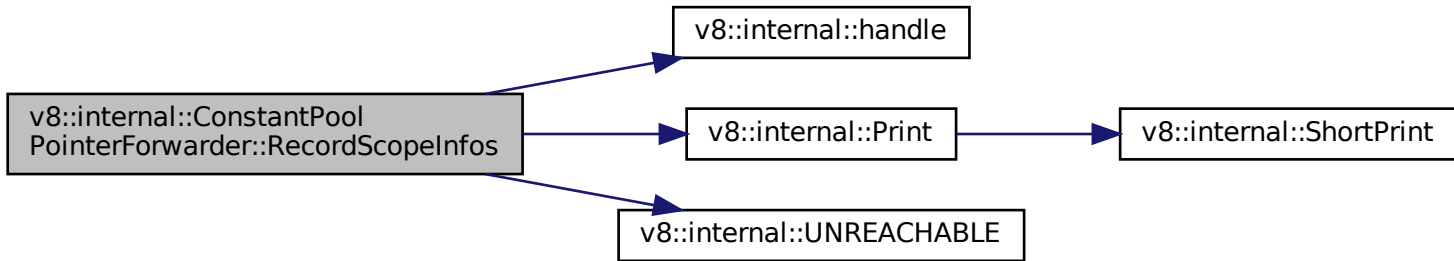 v8::internal::ConstantPool
PointerForwarder::RecordScopeInfos
v8::internal::handle
v8::internal::Print
v8::internal::ShortPrint
v8::internal::UNREACHABLE